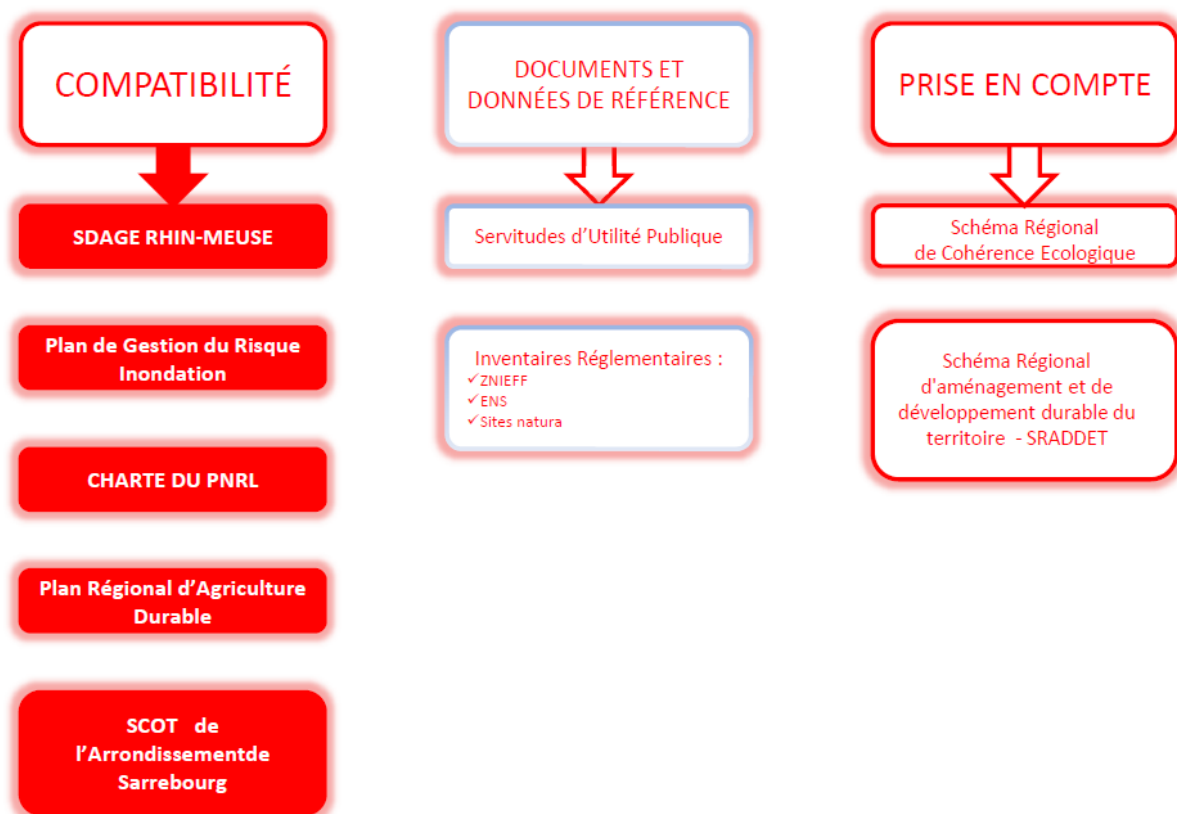 COMPATIBILITÉ
SDAGE RHIN-MEUSE
Plan de Gestion du Risque
Inondation
CHARTE DU PNRL
Plan Régional d'Agriculture
Durable
SCOT de
l'Arrondissementde
Sarrebourg
DOCUMENTS ET
DONNÉES DE RÉFÉRENCE
Servitudes d'Utilité Publique
Inventaires Réglementaires :
✓ZNIEFF
✓ENS
✓Sites natura
PRISE EN COMPTE
Schéma Régional
de Cohérence Ecologique
Schéma Régional
d'aménagement et de
développement durable du
territoire - SRADDET